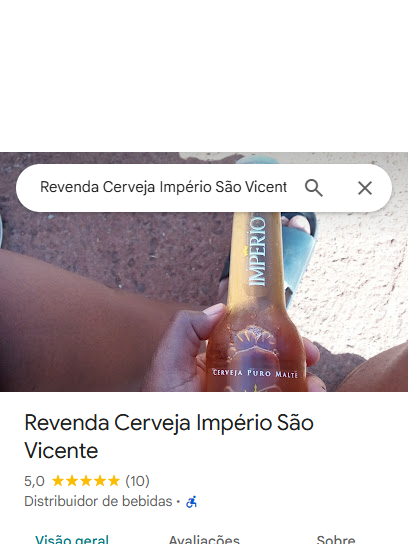 Revenda Cerveja Império São Vicent
IMPÉRIO
CERVEJA PURO MALTE
Revenda Cerveja Império São
Vicente
5,0 ★★★★★ (10)
Distribuidor de bebidas ·
Visão geral Avaliações Sobre